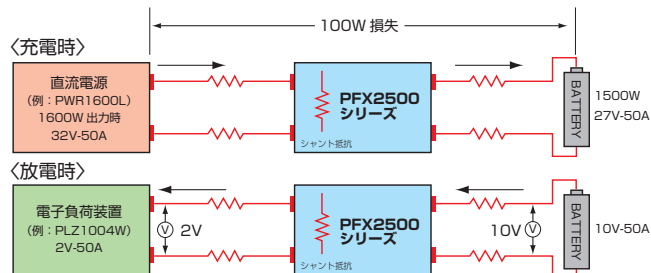 100W 損失
〈充電時〉
直流電源
（例：PWR1600L）
1600W 出力時
32V-50A
PFX2500
シリーズ
シャント抵抗
BATTERY
1500W
27V-50A
〈放電時〉
電子負荷装置
（例：PLZ1004W）
2V-50A
V 2V
PFX2500
シリーズ
シャント抵抗
10V V
BATTERY
10V-50A